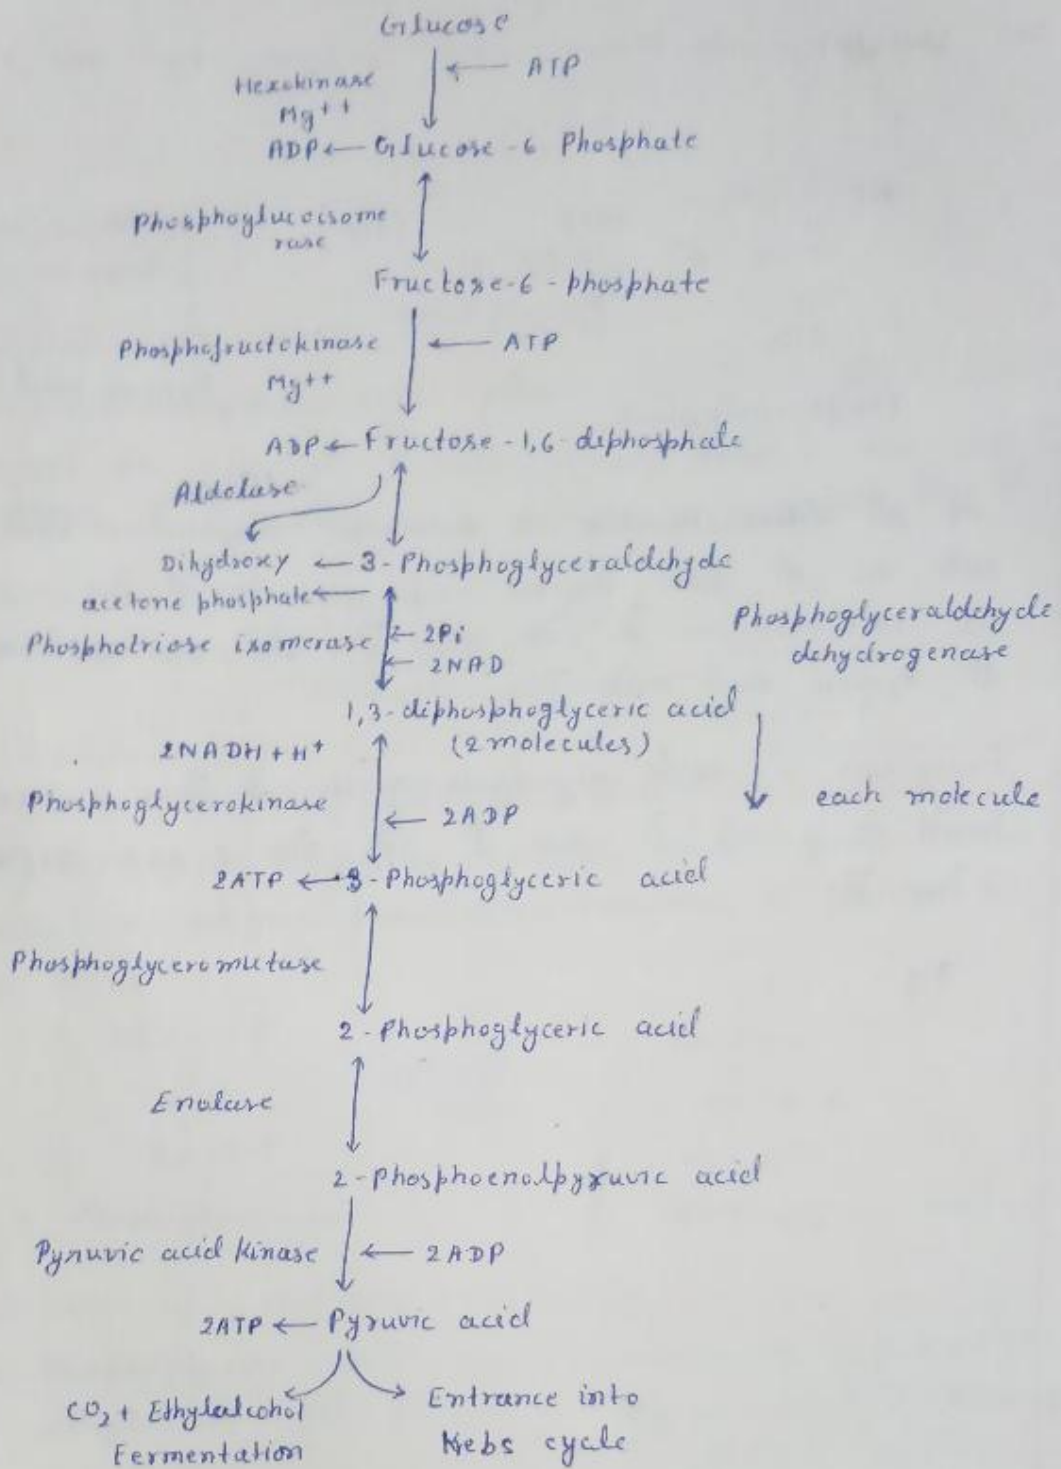 Glucose
ATP
Hexokinase
Mg++
ADP ← Glucose-6 Phosphate
Phosphoglucoisome
rase
Fructose-6-phosphate
Phosphofructokinase
ATP
Mg++
ADP ← Fructose-1,6-diphosphate
Aldolase
Dihydroxy ← 3-Phosphoglyceraldehyde
acetone phosphate ←
Phosphoglyceraldehyde
dehydrogenase
Phosphotriose isomerase
← 2Pi
← 2NAD
1,3-diphosphoglyceric acid
(2 molecules)
2NADH + H+
Phosphoglycerokinase
← 2ADP
each molecule
2ATP ← 3-Phosphoglyceric acid
Phosphoglyceromutase
2-Phosphoglyceric acid
Enolase
2-Phosphoenolpyruvic acid
Pyruvic acid kinase
← 2ADP
2ATP ← Pyruvic acid
CO2 + Ethylalcohol
Fermentation
Entrance into
Krebs cycle